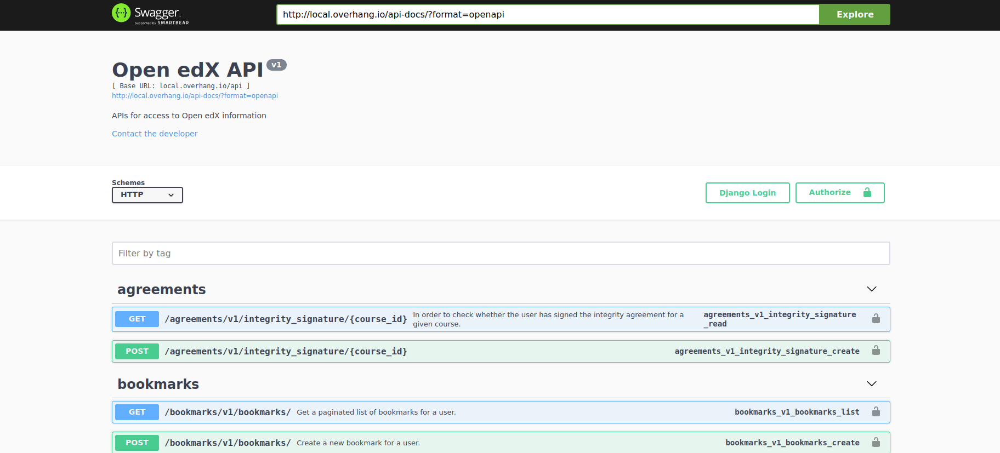 Swagger
Supported by SMARTBEAR
http://local.overhang.io/api-docs/?format=openapi
Explore
Open edX API v1
[ Base URL: local.overhang.io/api ]
http://local.overhang.io/api-docs/?format=openapi
APIs for access to Open edX information
Contact the developer
Schemes
HTTP
Django Login
Authorize
Filter by tag
agreements
GET /agreements/v1/integrity_signature/{course_id} In order to check whether the user has signed the integrity agreement for a agreements_v1_integrity_signature
given course. _read
POST /agreements/v1/integrity_signature/{course_id} agreements_v1_integrity_signature_create
bookmarks
GET /bookmarks/v1/bookmarks/ Get a paginated list of bookmarks for a user. bookmarks_v1_bookmarks_list
POST /bookmarks/v1/bookmarks/ Create a new bookmark for a user. bookmarks_v1_bookmarks_create